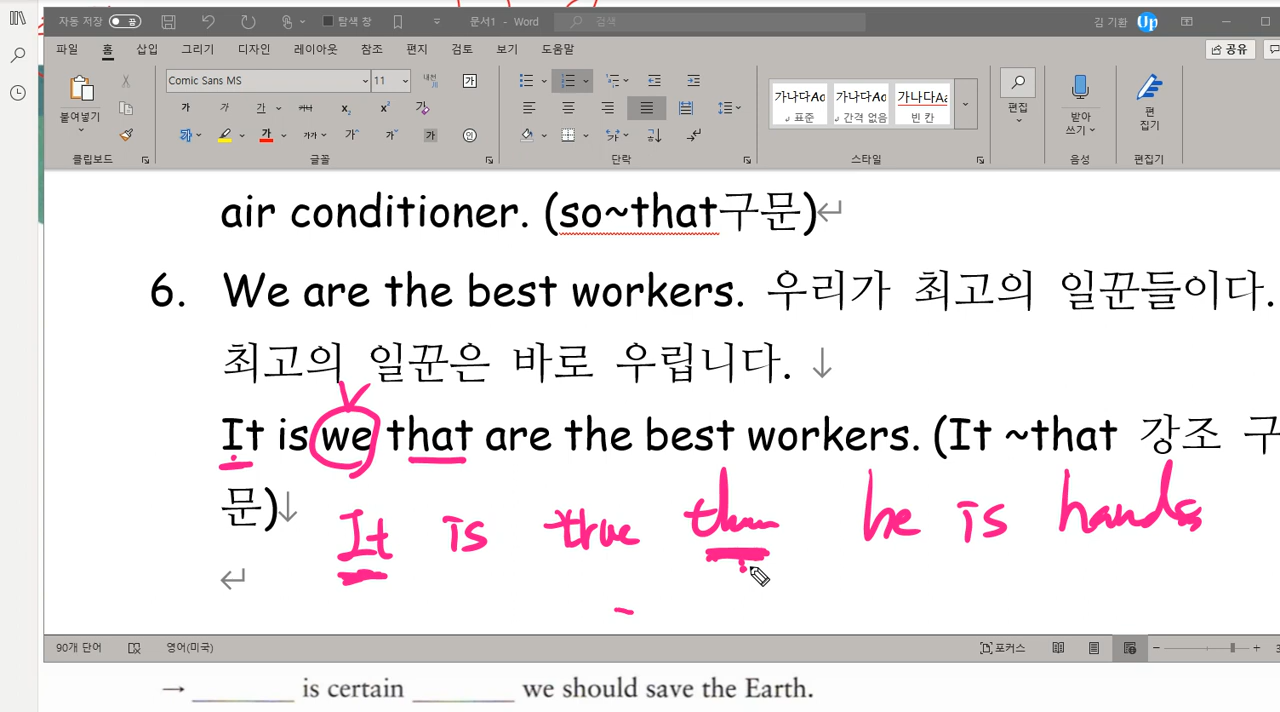 자동 저장 끔 탐색 창 문서1 - Word 검색 김 기환 Up
파일 홈 삽입 그리기 디자인 레이아웃 참조 편지 검토 보기 도움말 공유
Comic Sans MS 11
붙여넣기
가나다Aa 가나다Aa 가나다Aa
표준 간격 없음 빈 칸
편집 받아쓰기 편집기
클립보드 글꼴 단락 스타일 음성 편집기
air conditioner. (so~that구문)
6. We are the best workers. 우리가 최고의 일꾼들이다.
최고의 일꾼은 바로 우립니다.
It is we that are the best workers. (It ~that 강조 구
문)
It is true he is
90개 단어 영어(미국) 포커스
→ ________ is certain ________ we should save the Earth.